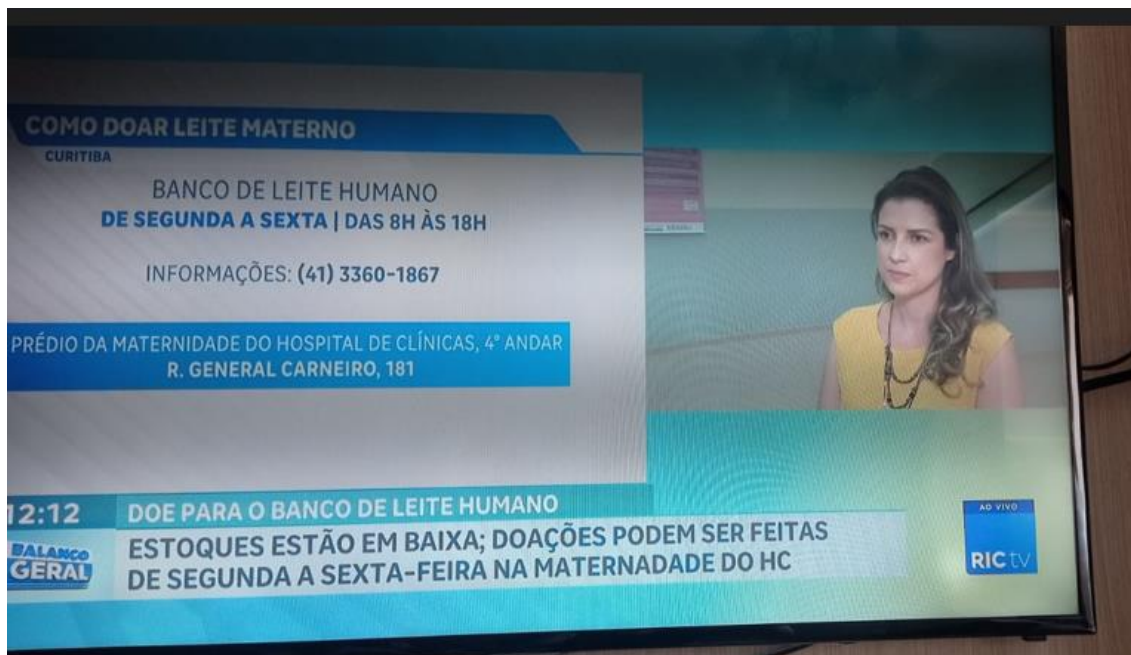 COMO DOAR LEITE MATERNO
CURITIBA
BANCO DE LEITE HUMANO
DE SEGUNDA A SEXTA | DAS 8H ÀS 18H
INFORMAÇÕES: (41) 3360-1867
PRÉDIO DA MATERNIDADE DO HOSPITAL DE CLÍNICAS, 4° ANDAR
R. GENERAL CARNEIRO, 181
12:12
DOE PARA O BANCO DE LEITE HUMANO
BALANÇO
GERAL
ESTOQUES ESTÃO EM BAIXA; DOAÇÕES PODEM SER FEITAS
DE SEGUNDA A SEXTA-FEIRA NA MATERNADADE DO HC
AO VIVO
RIC tv